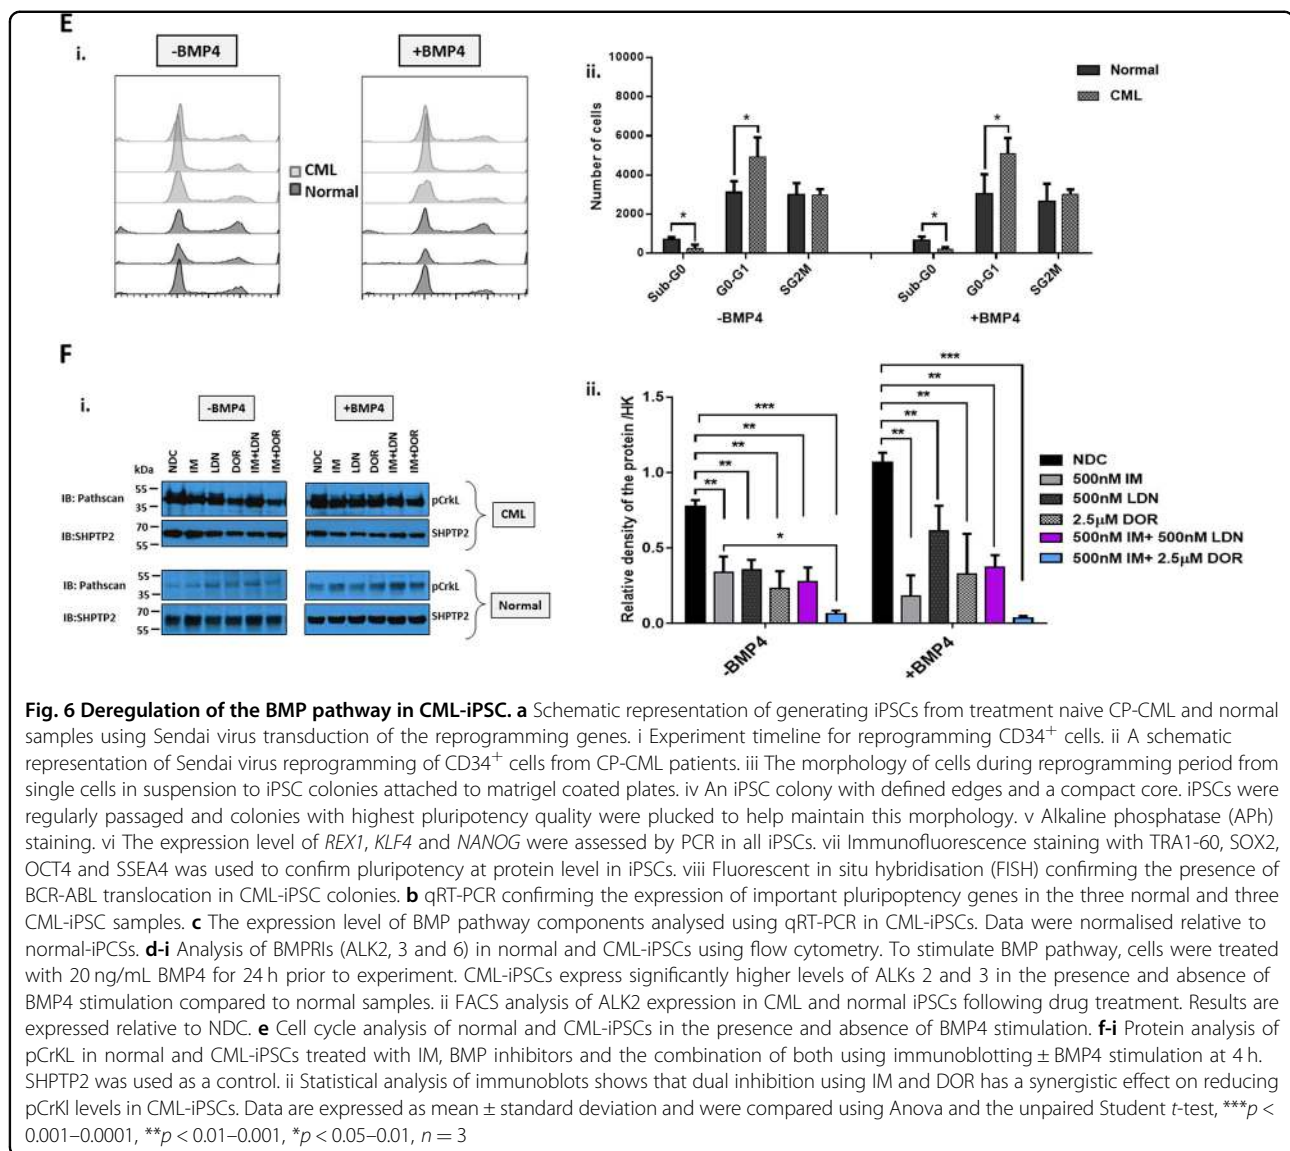 E
i.
-BMP4
+BMP4
CML
Normal
ii.
Normal
CML
Number of cells
10000
8000
6000
4000
2000
0
*
*
*
*
Sub-G0
G0-G1
SG2M
Sub-G0
G0-G1
SG2M
-BMP4
+BMP4
F
i.
-BMP4
+BMP4
kDa
NDC
IM
LDN
DOR
IM+LDN
IM+DOR
NDC
IM
LDN
DOR
IM+LDN
IM+DOR
IB: Pathscan
55
35
pCrkL
IB:SHPTP2
70
55
SHPTP2
CML
IB: Pathscan
55
35
pCrkL
IB:SHPTP2
70
55
SHPTP2
Normal
ii.
Relative density of the protein /HK
1.5
1.0
0.5
0.0
***
**
**
**
**
*
***
**
**
**
**
-BMP4
+BMP4
NDC
500nM IM
500nM LDN
2.5μM DOR
500nM IM+ 500nM LDN
500nM IM+ 2.5μM DOR
Fig. 6 Deregulation of the BMP pathway in CML-iPSC. a Schematic representation of generating iPSCs from treatment naive CP-CML and normal
samples using Sendai virus transduction of the reprogramming genes. i Experiment timeline for reprogramming CD34+ cells. ii A schematic
representation of Sendai virus reprogramming of CD34+ cells from CP-CML patients. iii The morphology of cells during reprogramming period from
single cells in suspension to iPSC colonies attached to matrigel coated plates. iv An iPSC colony with defined edges and a compact core. iPSCs were
regularly passaged and colonies with highest pluripotency quality were plucked to help maintain this morphology. v Alkaline phosphatase (APh)
staining. vi The expression level of REX1, KLF4 and NANOG were assessed by PCR in all iPSCs. vii Immunofluorescence staining with TRA1-60, SOX2,
OCT4 and SSEA4 was used to confirm pluripotency at protein level in iPSCs. viii Fluorescent in situ hybridisation (FISH) confirming the presence of
BCR-ABL translocation in CML-iPSC colonies. b qRT-PCR confirming the expression of important pluripoptency genes in the three normal and three
CML-iPSC samples. c The expression level of BMP pathway components analysed using qRT-PCR in CML-iPSCs. Data were normalised relative to
normal-iPCSs. d-i Analysis of BMPRIs (ALK2, 3 and 6) in normal and CML-iPSCs using flow cytometry. To stimulate BMP pathway, cells were treated
with 20 ng/mL BMP4 for 24 h prior to experiment. CML-iPSCs express significantly higher levels of ALKs 2 and 3 in the presence and absence of
BMP4 stimulation compared to normal samples. ii FACS analysis of ALK2 expression in CML and normal iPSCs following drug treatment. Results are
expressed relative to NDC. e Cell cycle analysis of normal and CML-iPSCs in the presence and absence of BMP4 stimulation. f-i Protein analysis of
pCrKL in normal and CML-iPSCs treated with IM, BMP inhibitors and the combination of both using immunoblotting ± BMP4 stimulation at 4 h.
SHPTP2 was used as a control. ii Statistical analysis of immunoblots shows that dual inhibition using IM and DOR has a synergistic effect on reducing
pCrKl levels in CML-iPSCs. Data are expressed as mean ± standard deviation and were compared using Anova and the unpaired Student t-test, ***p <
0.001–0.0001, **p < 0.01–0.001, *p < 0.05–0.01, n = 3